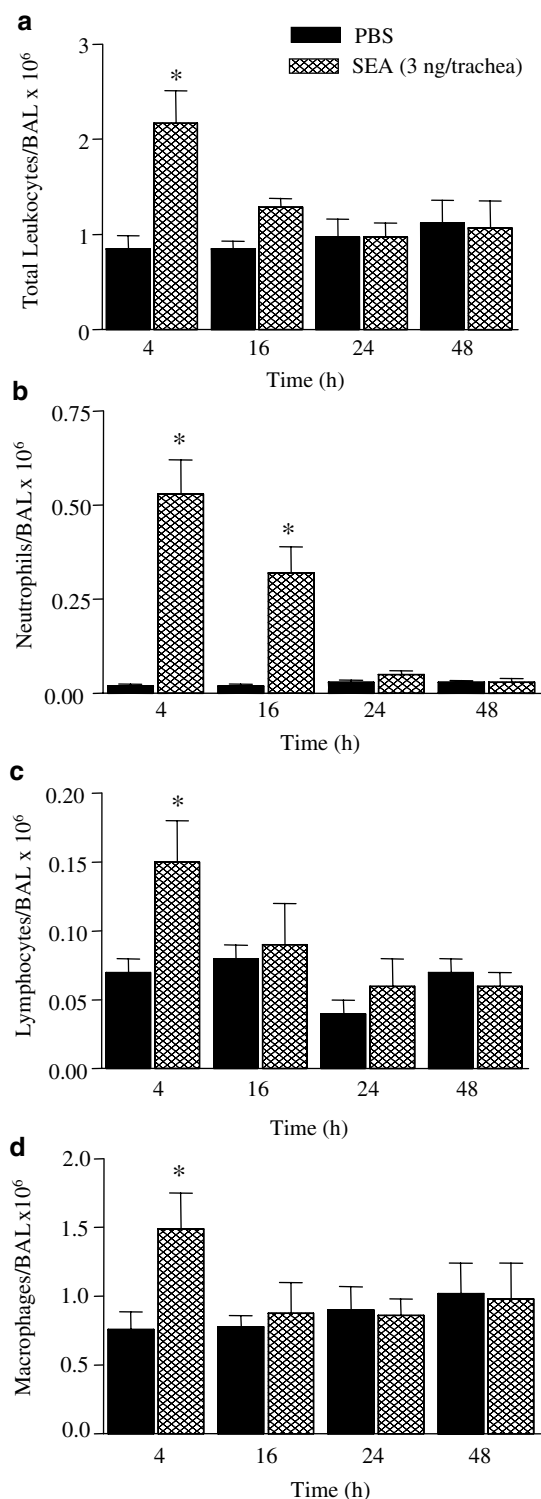 a
PBS
SEA (3 ng/trachea)
Total Leukocytes/BAL x 10⁶
3
2
1
0
*
4 16 24 48
Time (h)
b
Neutrophils/BAL x 10⁶
0.75
0.50
0.25
0.00
*
*
4 16 24 48
Time (h)
c
Lymphocytes/BAL x 10⁶
0.20
0.15
0.10
0.05
0.00
*
4 16 24 48
Time (h)
d
Macrophages/BAL x10⁶
2.0
1.5
1.0
0.5
0.0
*
4 16 24 48
Time (h)